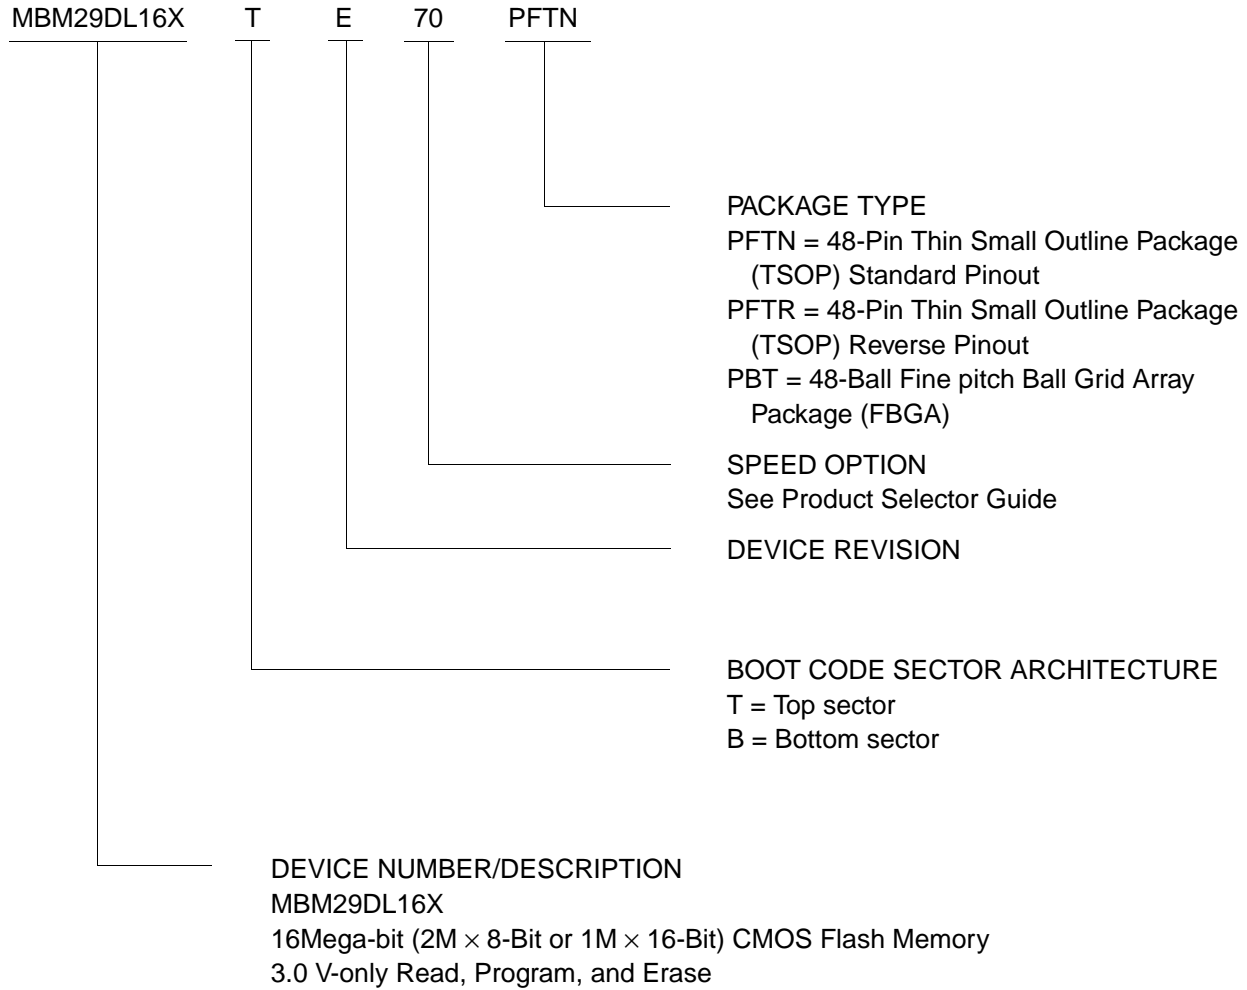 MBM29DL16X T E 70 PFTN
PACKAGE TYPE
PFTN = 48-Pin Thin Small Outline Package
(TSOP) Standard Pinout
PFTR = 48-Pin Thin Small Outline Package
(TSOP) Reverse Pinout
PBT = 48-Ball Fine pitch Ball Grid Array
Package (FBGA)
SPEED OPTION
See Product Selector Guide
DEVICE REVISION
BOOT CODE SECTOR ARCHITECTURE
T = Top sector
B = Bottom sector
DEVICE NUMBER/DESCRIPTION
MBM29DL16X
16Mega-bit (2M × 8-Bit or 1M × 16-Bit) CMOS Flash Memory
3.0 V-only Read, Program, and Erase